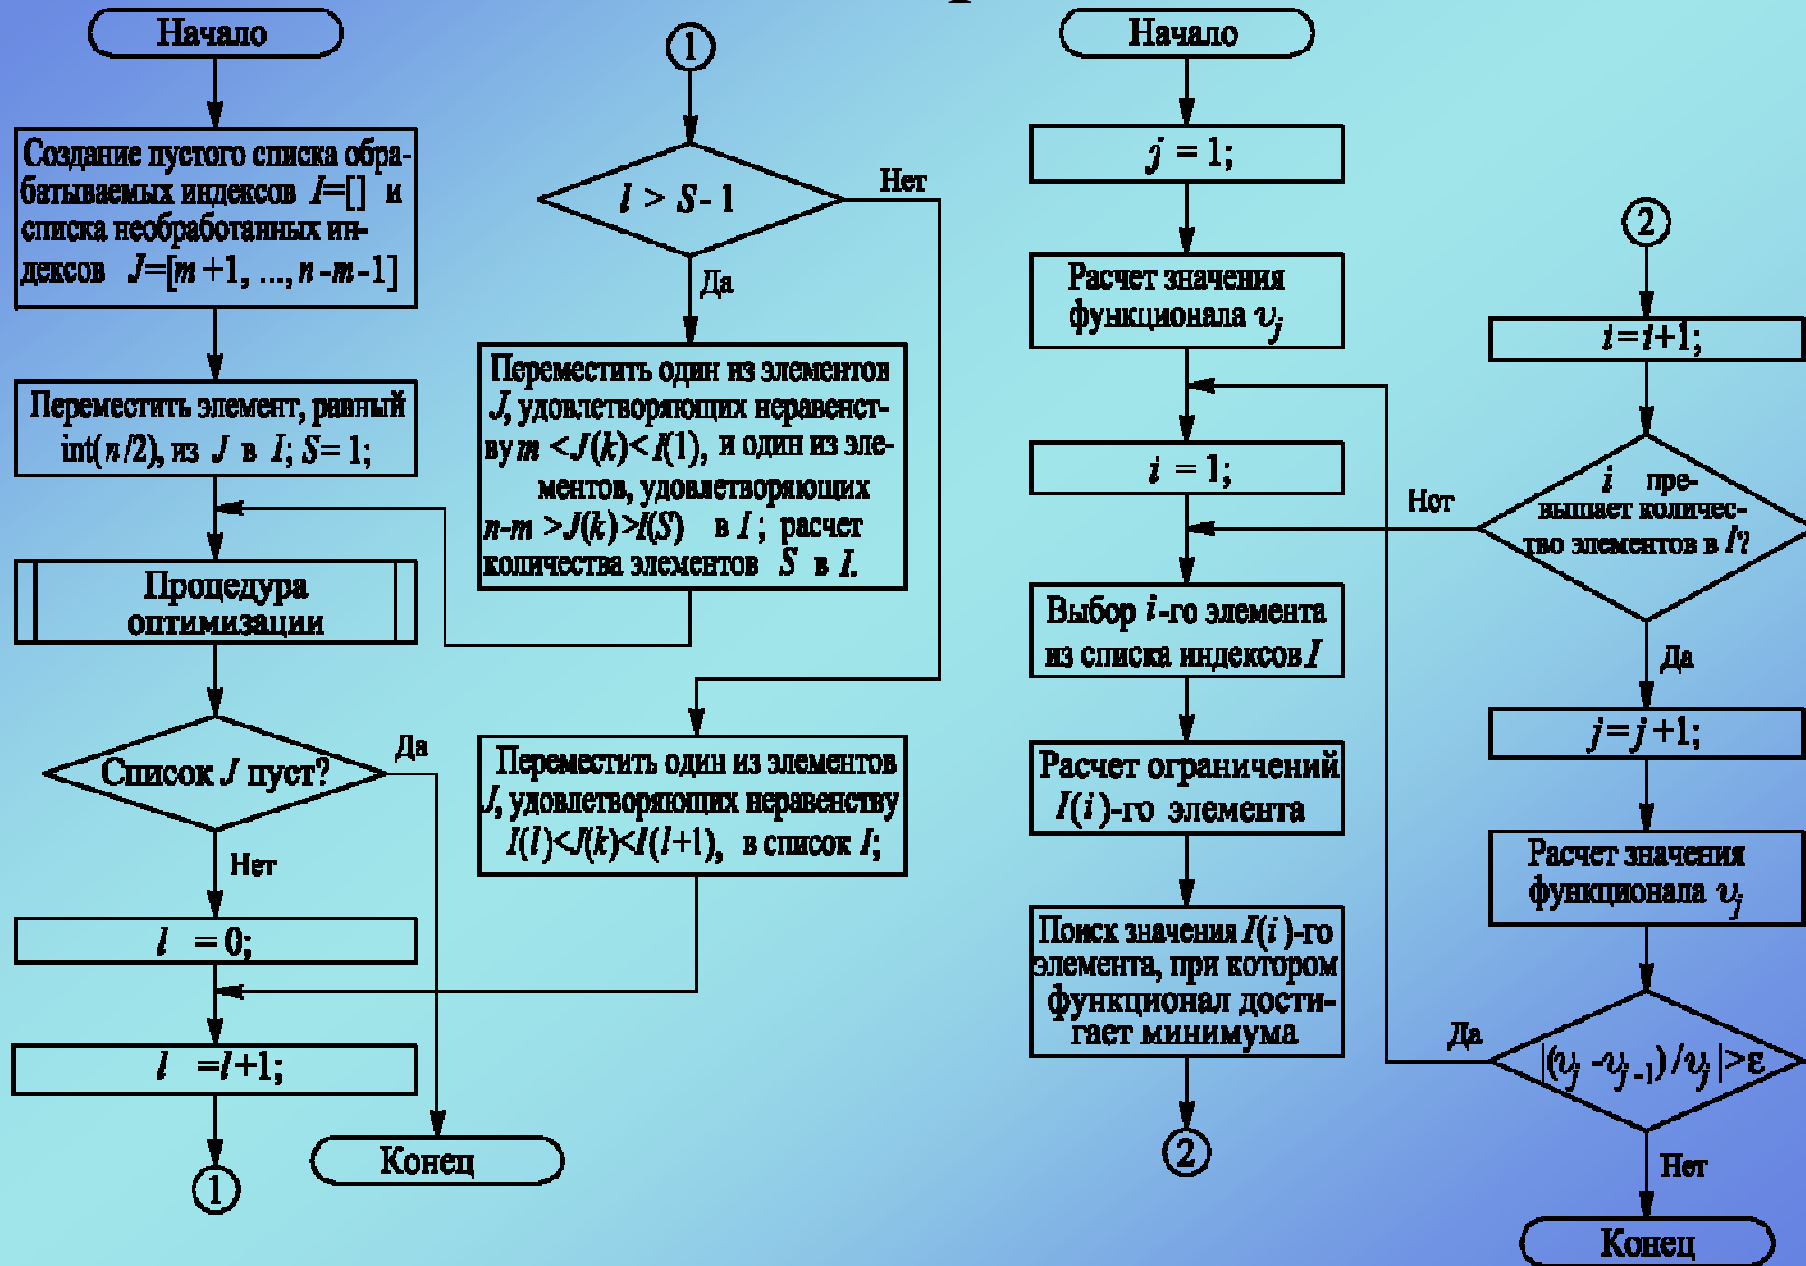 Начало
Создание пустого списка обра-
батываемых индексов I=[] и
списка необработанных ин-
дексов J=[m+1, ..., n-m-1]
Переместить элемент, равный
int(n/2), из J в I; S=1;
Процедура
оптимизации
Список J пуст?
Да
Нет
l = 0;
l =l+1;
1
Конец
1
l > S-1
Нет
Да
Переместить один из элементов
J, удовлетворяющих неравенст-
ву m <J(k)<I(1), и один из эле-
ментов, удовлетворяющих
n-m >J(k)>I(S) в I; расчет
количества элементов S в I.
Переместить один из элементов
J, удовлетворяющих неравенству
I(l)<J(k)<I(l+1), в список I;
Начало
j = 1;
Расчет значения
функционала υj
i = 1;
Выбор i-го элемента
из списка индексов I
Расчет ограничений
I(i)-го элемента
Поиск значения I(i)-го
элемента, при котором
функционал дости-
гает минимума
2
2
i=i+1;
i пре-
вышает количес-
тво элементов в I?
Нот
Да
j=j+1;
Расчет значения
функционала υj
|(υj -υj-1)/υj|>ε
Да
Нет
Конец